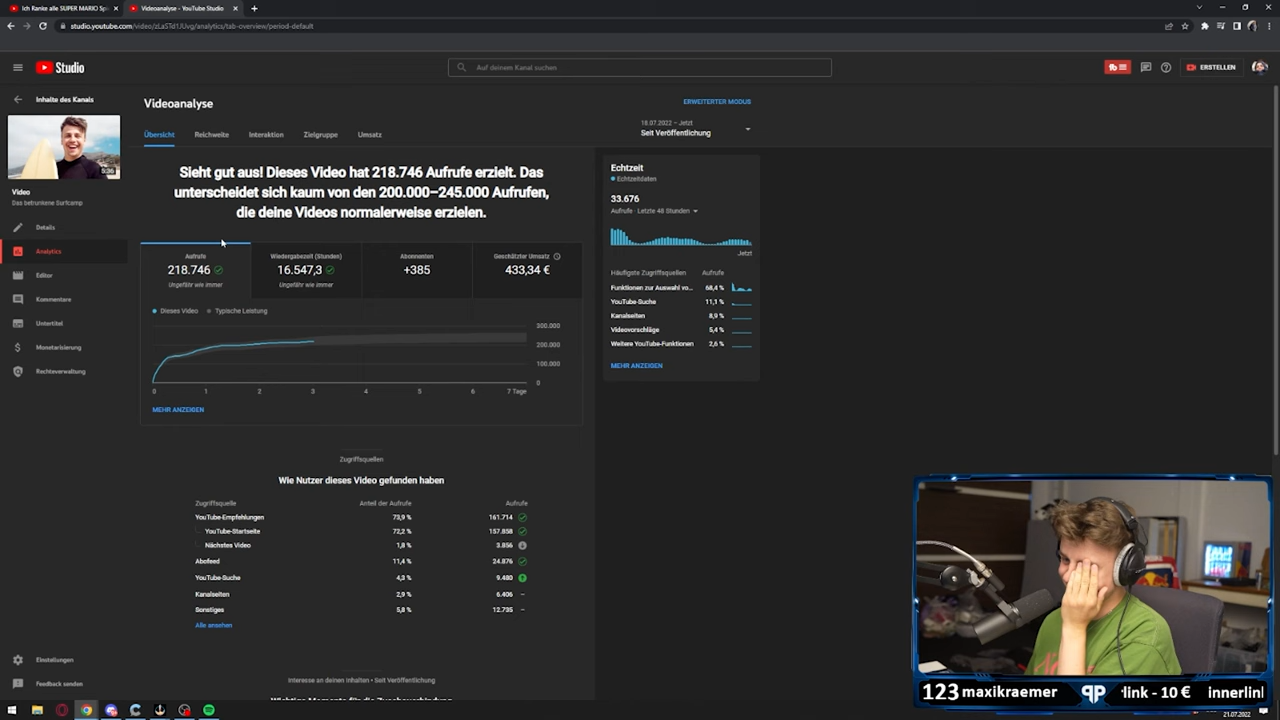 Ich Ranke alle SUPER MARIO Sp
Videoanalyse - YouTube Studio
studio.youtube.com/video/zLaSTd1JUvg/analytics/tab-overview/period-default
Studio
Auf deinem Kanal suchen
ERSTELLEN
Inhalte des Kanals
5:36
Video
Das betrunkene Surfcamp
Details
Analytics
Editor
Kommentare
Untertitel
Monetarisierung
Rechteverwaltung
Einstellungen
Feedback senden
Videoanalyse
ERWEITERTER MODUS
Übersicht
Reichweite
Interaktion
Zielgruppe
Umsatz
18.07.2022 – Jetzt
Seit Veröffentlichung
Sieht gut aus! Dieses Video hat 218.746 Aufrufe erzielt. Das
unterscheidet sich kaum von den 200.000–245.000 Aufrufen,
die deine Videos normalerweise erzielen.
Aufrufe
218.746
Ungefähr wie immer
Wiedergabezeit (Stunden)
16.547,3
Ungefähr wie immer
Abonnenten
+385
Geschätzter Umsatz
433,34 €
Dieses Video
Typische Leistung
300.000
200.000
100.000
0
0 1 2 3 4 5 6 7 Tage
MEHR ANZEIGEN
Zugriffsquellen
Wie Nutzer dieses Video gefunden haben
Zugriffsquelle Anteil der Aufrufe Aufrufe
YouTube-Empfehlungen 73,9 % 161.714
YouTube-Startseite 72,2 % 157.858
Nächstes Video 1,8 % 3.856
Abofeed 11,4 % 24.876
YouTube-Suche 4,3 % 9.480
Kanalseiten 2,9 % 6.406 –
Sonstiges 5,8 % 12.735 –
Alle ansehen
Interesse an deinen Inhalten • Seit Veröffentlichung
Wichtige Momente für die Zuschauerbindung
Echtzeit
Echtzeitdaten
33.676
Aufrufe · Letzte 48 Stunden
Jetzt
Häufigste Zugriffsquellen Aufrufe
Funktionen zur Auswahl vo... 68,4 %
YouTube-Suche 11,1 %
Kanalseiten 8,9 %
Videovorschläge 5,4 %
Weitere YouTube-Funktionen 2,6 %
MEHR ANZEIGEN
123 maxikraemer
link - 10 €
innerlinl
21.07.2022